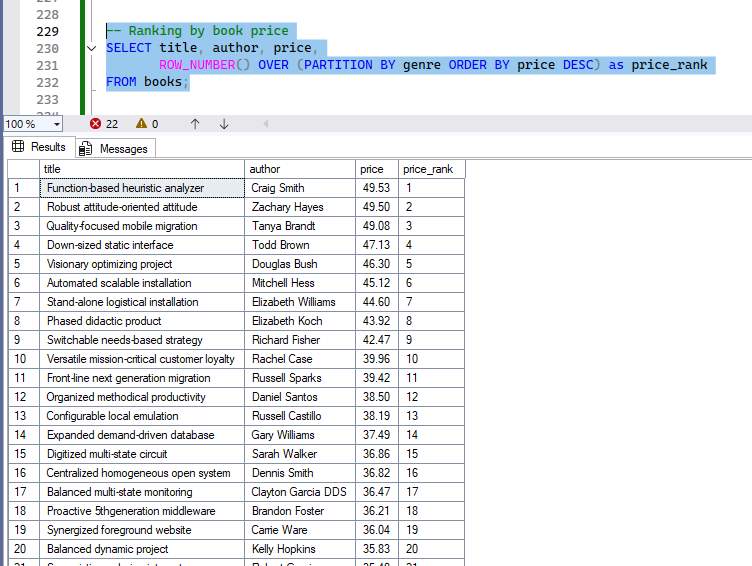 228
229 -- Ranking by book price
230 SELECT title, author, price,
231 ROW_NUMBER() OVER (PARTITION BY genre ORDER BY price DESC) as price_rank
232 FROM books;
233
100 % 22 0
Results Messages
title author price price_rank
1 Function-based heuristic analyzer Craig Smith 49.53 1
2 Robust attitude-oriented attitude Zachary Hayes 49.50 2
3 Quality-focused mobile migration Tanya Brandt 49.08 3
4 Down-sized static interface Todd Brown 47.13 4
5 Visionary optimizing project Douglas Bush 46.30 5
6 Automated scalable installation Mitchell Hess 45.12 6
7 Stand-alone logistical installation Elizabeth Williams 44.60 7
8 Phased didactic product Elizabeth Koch 43.92 8
9 Switchable needs-based strategy Richard Fisher 42.47 9
10 Versatile mission-critical customer loyalty Rachel Case 39.96 10
11 Front-line next generation migration Russell Sparks 39.42 11
12 Organized methodical productivity Daniel Santos 38.50 12
13 Configurable local emulation Russell Castillo 38.19 13
14 Expanded demand-driven database Gary Williams 37.49 14
15 Digitized multi-state circuit Sarah Walker 36.86 15
16 Centralized homogeneous open system Dennis Smith 36.82 16
17 Balanced multi-state monitoring Clayton Garcia DDS 36.47 17
18 Proactive 5thgeneration middleware Brandon Foster 36.21 18
19 Synergized foreground website Carrie Ware 36.04 19
20 Balanced dynamic project Kelly Hopkins 35.83 20